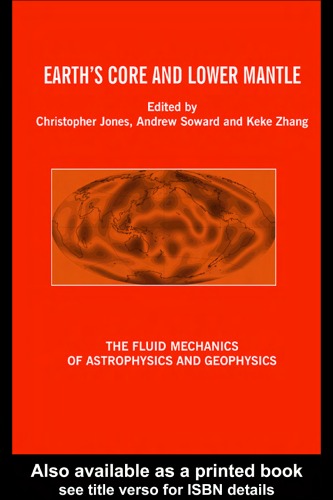 EARTH'S CORE AND LOWER MANTLE
Edited by
Christopher Jones, Andrew Soward and Keke Zhang
THE FLUID MECHANICS
OF ASTROPHYSICS AND GEOPHYSICS
Also available as a printed book
see title verso for ISBN details